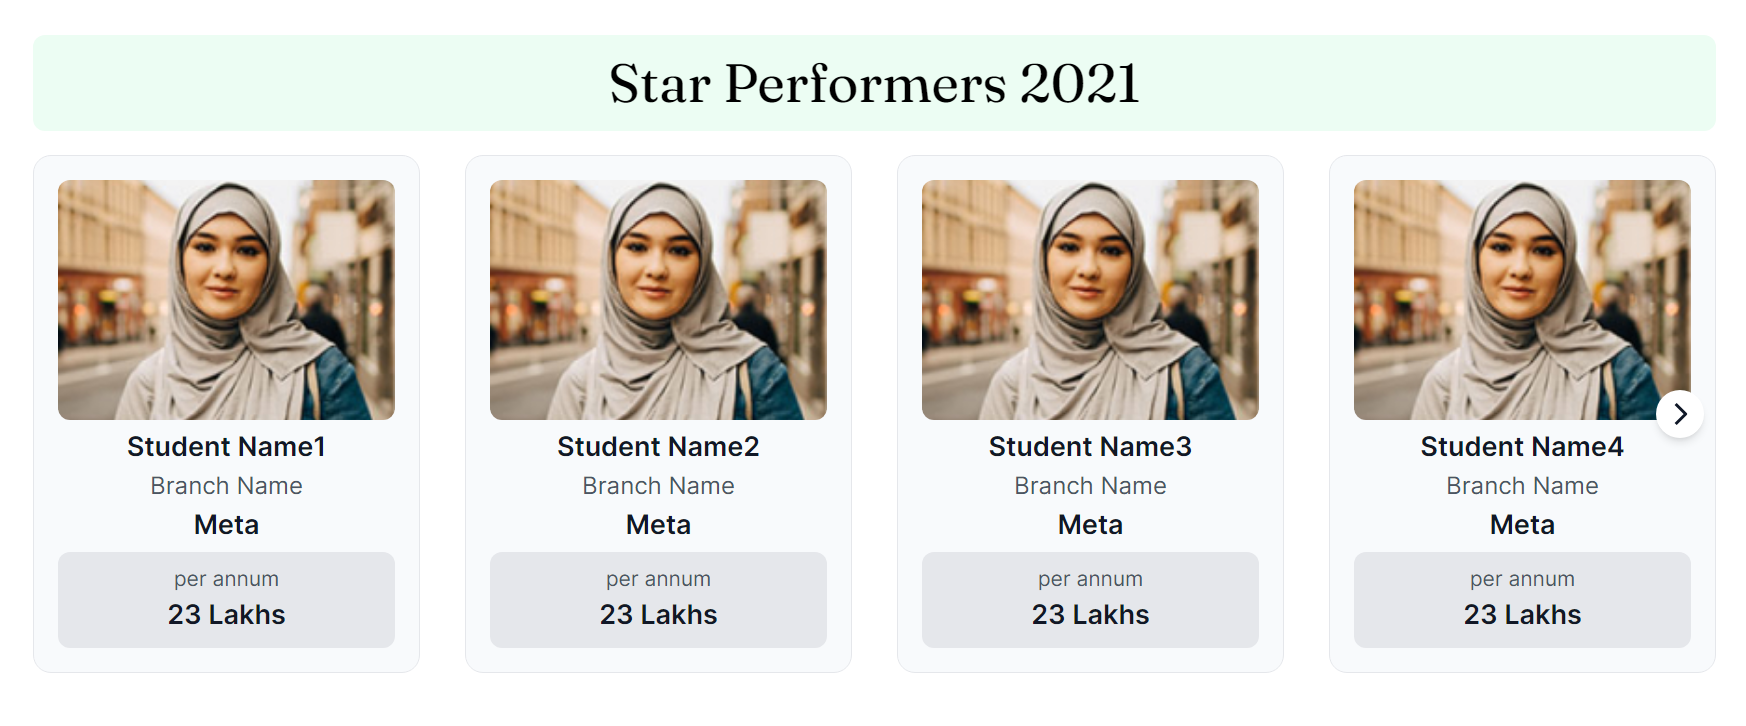 Star Performers 2021
Student Name1
Branch Name
Meta
per annum
23 Lakhs
Student Name2
Branch Name
Meta
per annum
23 Lakhs
Student Name3
Branch Name
Meta
per annum
23 Lakhs
Student Name4
Branch Name
Meta
per annum
23 Lakhs